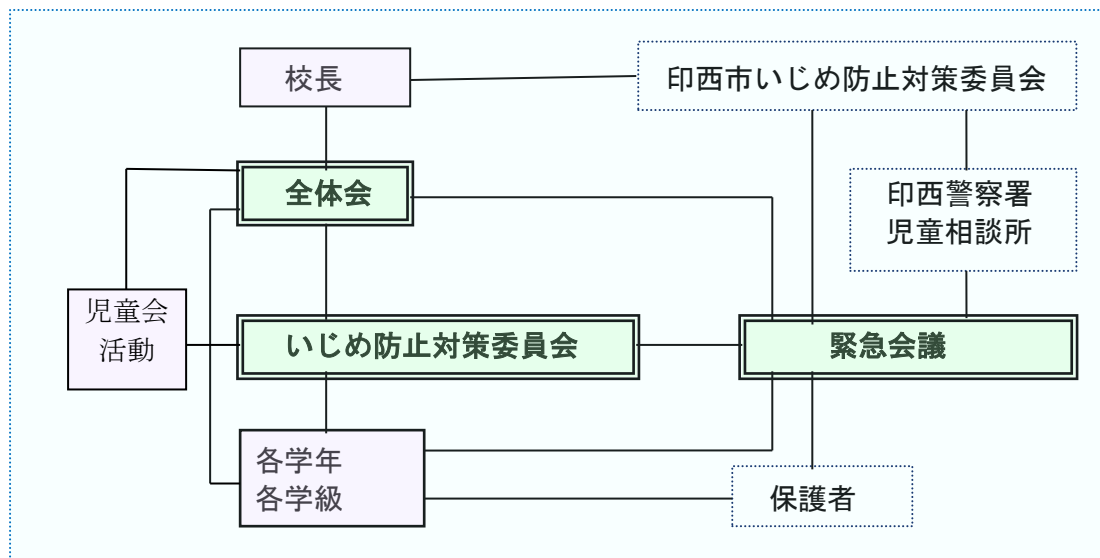 校長
印西市いじめ防止対策委員会
全体会
印西警察署
児童相談所
児童会
活動
いじめ防止対策委員会
緊急会議
各学年
各学級
保護者